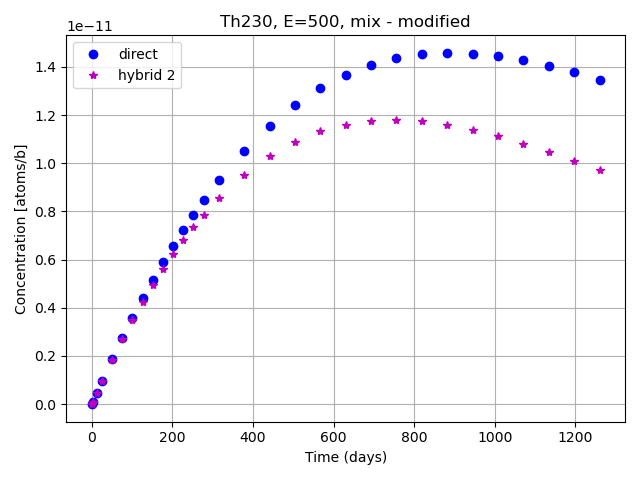 Th230, E=500, mix - modified
1e−11
direct
hybrid 2
1.4
1.2
1.0
0.8
0.6
0.4
0.2
0.0
Concentration [atoms/b]
0 200 400 600 800 1000 1200
Time (days)